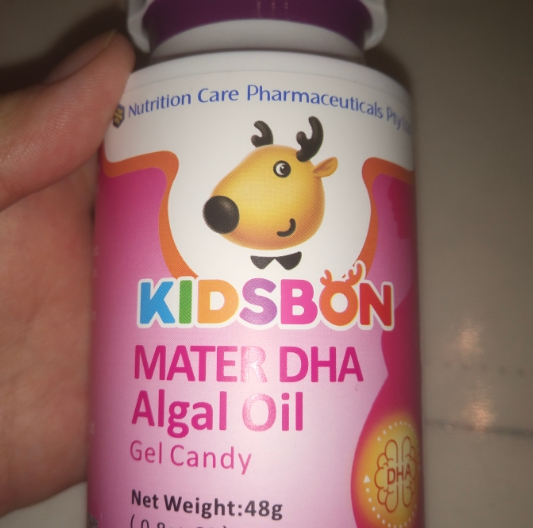 Nutrition Care Pharmaceuticals Pty
KIDSBON
MATER DHA
Algal Oil
Gel Candy
DHA
Net Weight:48g